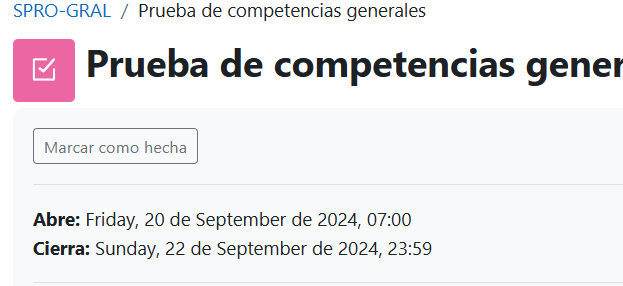 SPRO-GRAL / Prueba de competencias generales
Prueba de competencias gener
Marcar como hecha
Abre: Friday, 20 de September de 2024, 07:00
Cierra: Sunday, 22 de September de 2024, 23:59